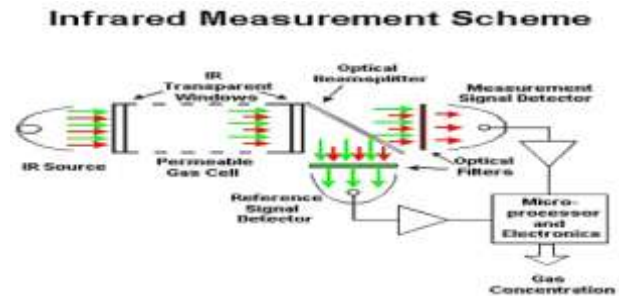 Infrared Measurement Scheme
IR
Transparent
Windows
Optical
Beamsplitter
Measurement
Signal Detector
IR Source
Permeable
Gas Cell
Optical
Filters
Reference
Signal
Detector
Micro-
processor
and
Electronics
Gas
Concentration